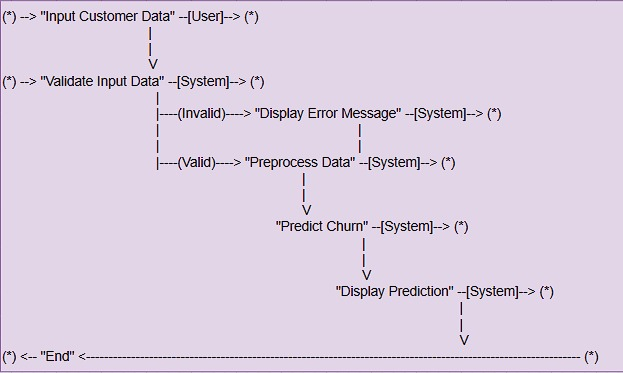 (*) --> "Input Customer Data" --[User]--> (*)
|
|
V
(*) --> "Validate Input Data" --[System]--> (*)
|
|----(Invalid)----> "Display Error Message" --[System]--> (*)
| |
| |
|----(Valid)----> "Preprocess Data" --[System]--> (*)
|
|
V
"Predict Churn" --[System]--> (*)
|
|
V
"Display Prediction" --[System]--> (*)
|
|
V
(*) <-- "End" <------------------------------------------------------------------------------------------------------------ (*)